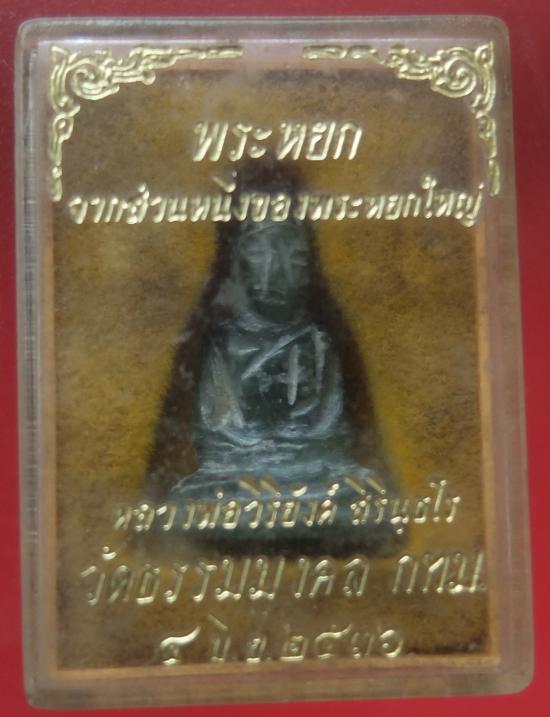 พระหยก
จากส่วนหนึ่งของพระหยกใหญ่
หลวงพ่อวิริยังค์ สิรินฺธโร
วัดธรรมมงคล กทม.
๔ มิ.ย. ๒๕๓๖